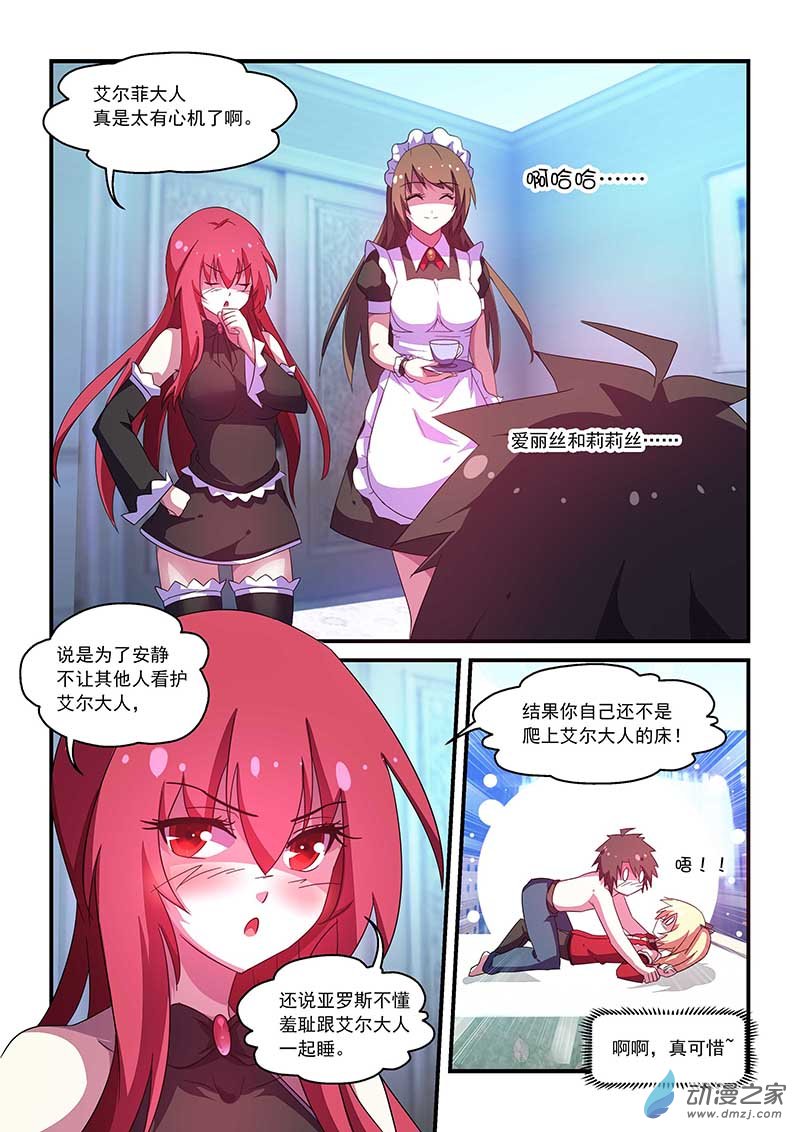 艾尔菲大人
真是太有心机了啊。
啊哈哈……
爱丽丝和莉莉丝……
说是为了安静
不让其他人看护
艾尔大人，
还说亚罗斯不懂
羞耻跟艾尔大人
一起睡。
结果你自己还不是
爬上艾尔大人的床！
唔！！
啊啊，真可惜~
动漫之家
www.dmzj.com